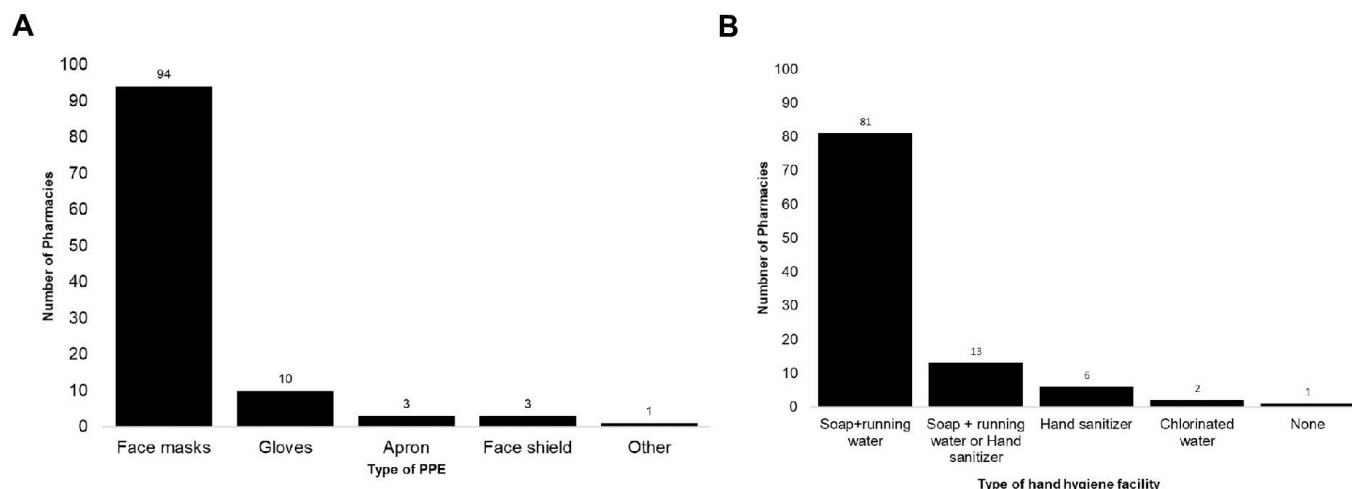 A
Number of Pharmacies
100
90
80
70
60
50
40
30
20
10
0
94
10
3
3
1
Face masks
Gloves
Apron
Face shield
Other
Type of PPE
B
Numbner of Pharmacies
100
90
80
70
60
50
40
30
20
10
0
81
13
6
2
1
Soap+running
water
Soap + running
water or Hand
sanitizer
Hand sanitizer
Chlorinated
water
None
Type of hand hygiene facility